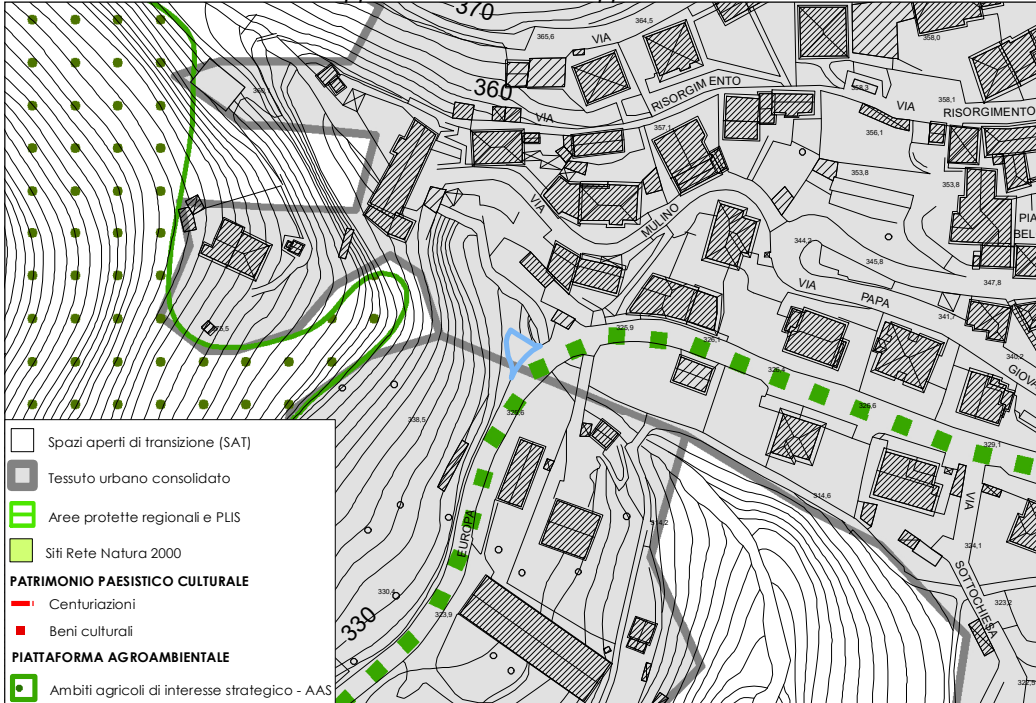 370
364,5
365,6
VIA
358,0
360
RISORGIMENTO
358,3
VIA
358,1
RISORGIMENTO
VIA
357,1
356,1
353,8
353,8
VIA
MULINO
PIA
BEL
344,2
345,8
347,8
VIA
PAPA
341,7
325,9
326,1
340,2
GIOVA
326,4
338,5
326,6
329,6
329,1
314,6
VIA
EUROPA
314,2
324,1
SOTTOCHIESA
330,4
323,9
323,2
330
Spazi aperti di transizione (SAT)
Tessuto urbano consolidato
Aree protette regionali e PLIS
Siti Rete Natura 2000
PATRIMONIO PAESISTICO CULTURALE
Centuriazioni
Beni culturali
PIATTAFORMA AGROAMBIENTALE
Ambiti agricoli di interesse strategico - AAS